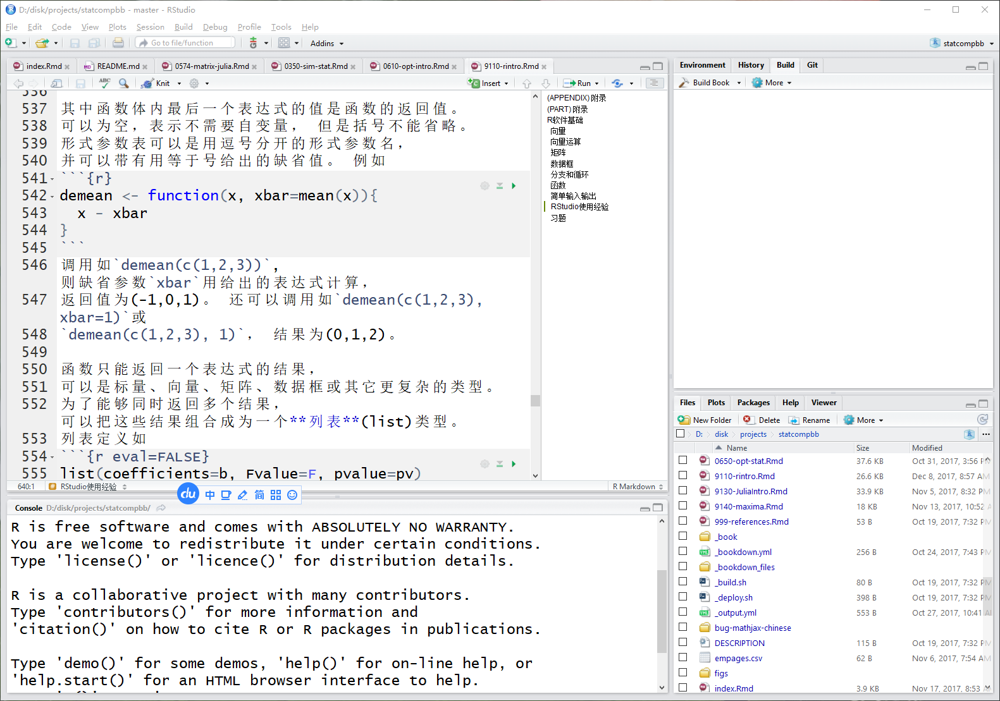 D:/disk/projects/statcompbb - master - RStudio
File Edit Code View Plots Session Build Debug Profile Tools Help
Go to file/function Addins statcompbb
index.Rmd README.md 0574-matrix-julia.Rmd 0350-sim-stat.Rmd 0610-opt-intro.Rmd 9110-rintro.Rmd
ABC Knit Insert Run
536
537 其中函数体内最后一个表达式的值是函数的返回值。
538 可以为空，表示不需要自变量， 但是括号不能省略。
539 形式参数表可以是用逗号分开的形式参数名，
540 并可以带有用等于号给出的缺省值。 例如
541 ```{r}
542 demean <- function(x, xbar=mean(x)){
543 x - xbar
544 }
545 ```
546 调用如`demean(c(1,2,3))`，
则缺省参数`xbar`用给出的表达式计算，
547 返回值为(-1,0,1)。 还可以调用如`demean(c(1,2,3),
xbar=1)`或
548 `demean(c(1,2,3), 1)`， 结果为(0,1,2)。
549
550 函数只能返回一个表达式的结果，
551 可以是标量、向量、矩阵、数据框或其它更复杂的类型。
552 为了能够同时返回多个结果，
可以把这些结果组合成为一个**列表**(list)类型。
553 列表定义如
554 ```{r eval=FALSE}
555 list(coefficients=b, Fvalue=F, pvalue=pv)
640:1 RStudio使用经验 R Markdown
(APPENDIX) 附录
(PART) 附录
R软件基础
向量
向量运算
矩阵
数据框
分支和循环
函数
简单输入输出
RStudio使用经验
习题
du 中 简
Console D:/disk/projects/statcompbb/
R is free software and comes with ABSOLUTELY NO WARRANTY.
You are welcome to redistribute it under certain conditions.
Type 'license()' or 'licence()' for distribution details.
R is a collaborative project with many contributors.
Type 'contributors()' for more information and
'citation()' on how to cite R or R packages in publications.
Type 'demo()' for some demos, 'help()' for on-line help, or
'help.start()' for an HTML browser interface to help.
Environment History Build Git
Build Book More
Files Plots Packages Help Viewer
New Folder Delete Rename More
D: disk projects statcompbb
Name Size Modified
0650-opt-stat.Rmd 37.6 KB Oct 31, 2017, 3:56 PM
9110-rintro.Rmd 26.6 KB Dec 8, 2017, 8:57 AM
9130-JuliaIntro.Rmd 33.9 KB Nov 5, 2017, 8:32 PM
9140-maxima.Rmd 18 KB Nov 13, 2017, 10:52
999-references.Rmd 53 B Oct 19, 2017, 7:32 PM
_book
_bookdown.yml 256 B Oct 24, 2017, 7:43 PM
_bookdown_files
_build.sh 80 B Oct 19, 2017, 7:32 PM
_deploy.sh 398 B Oct 19, 2017, 7:32 PM
_output.yml 553 B Oct 27, 2017, 10:41
bug-mathjax-chinese
DESCRIPTION 115 B Oct 19, 2017, 7:32 PM
empages.csv 62 B Nov 6, 2017, 7:54 AM
figs
index.Rmd 3.9 KB Nov 17, 2017, 8:53